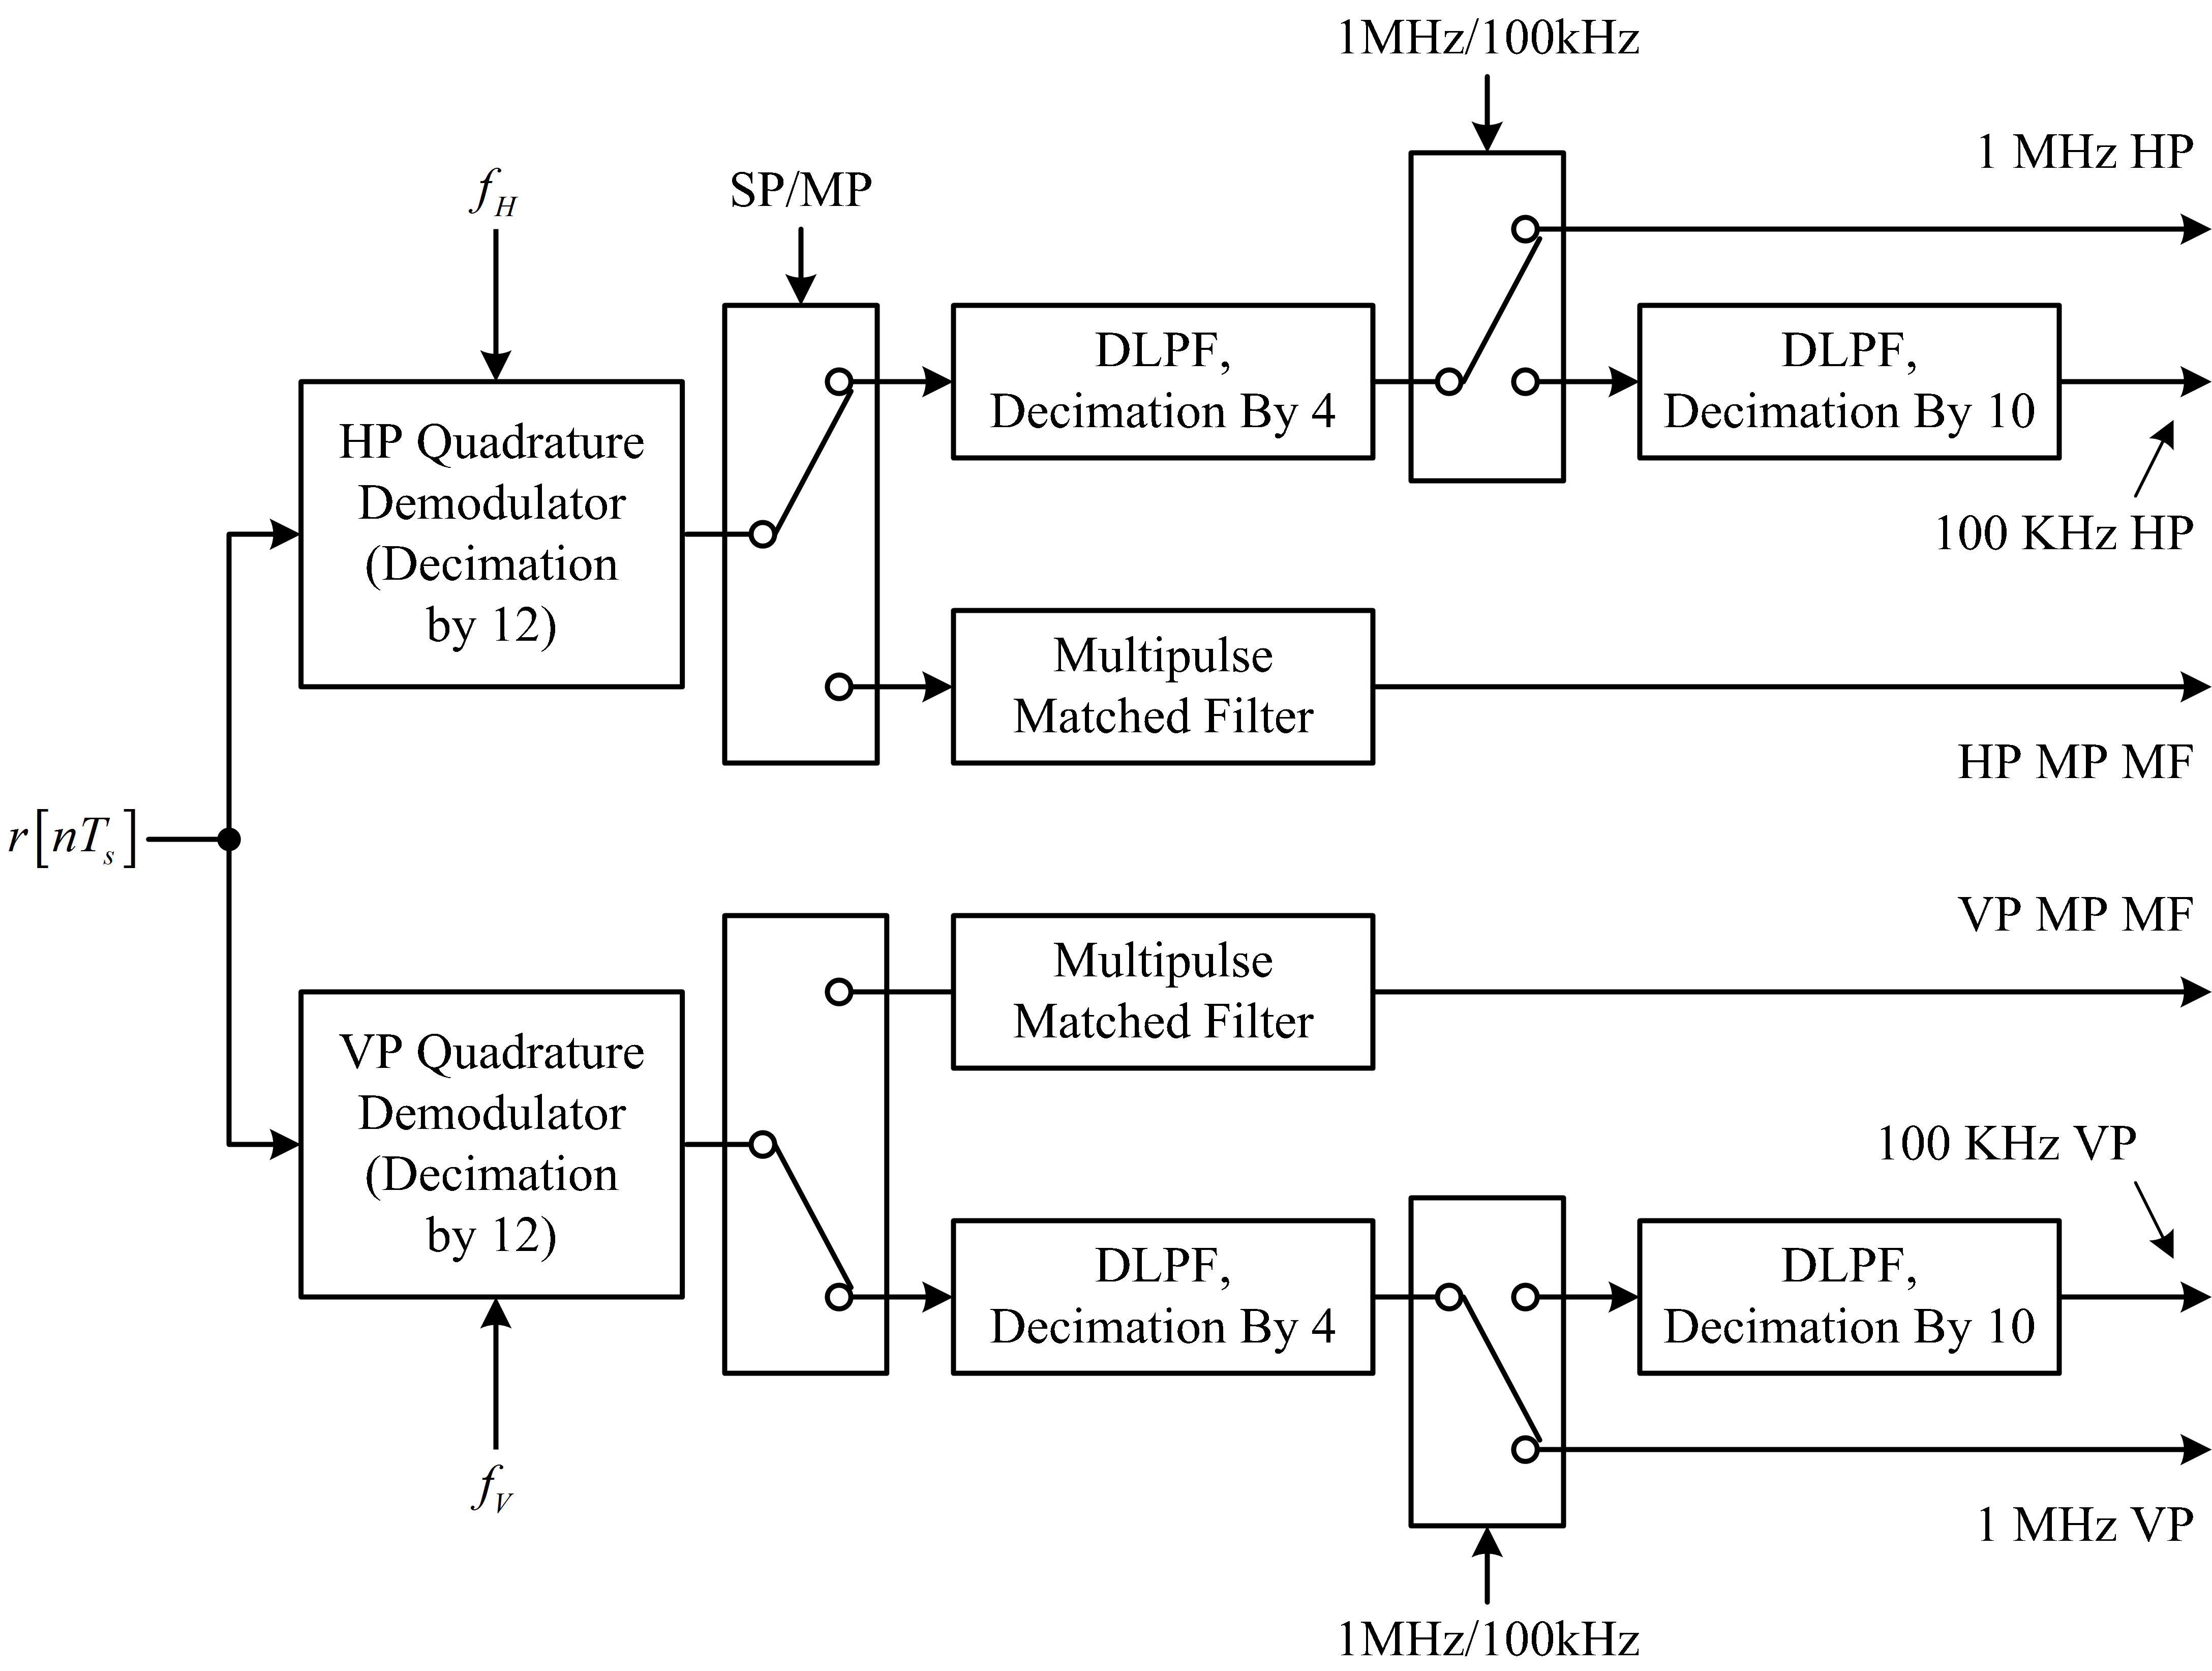 1MHz/100kHz
1 MHz HP
f_H
SP/MP
DLPF,
Decimation By 4
DLPF,
Decimation By 10
HP Quadrature
Demodulator
(Decimation
by 12)
100 KHz HP
Multipulse
Matched Filter
HP MP MF
r[nT_s]
VP MP MF
Multipulse
Matched Filter
VP Quadrature
Demodulator
(Decimation
by 12)
100 KHz VP
DLPF,
Decimation By 4
DLPF,
Decimation By 10
f_V
1 MHz VP
1MHz/100kHz